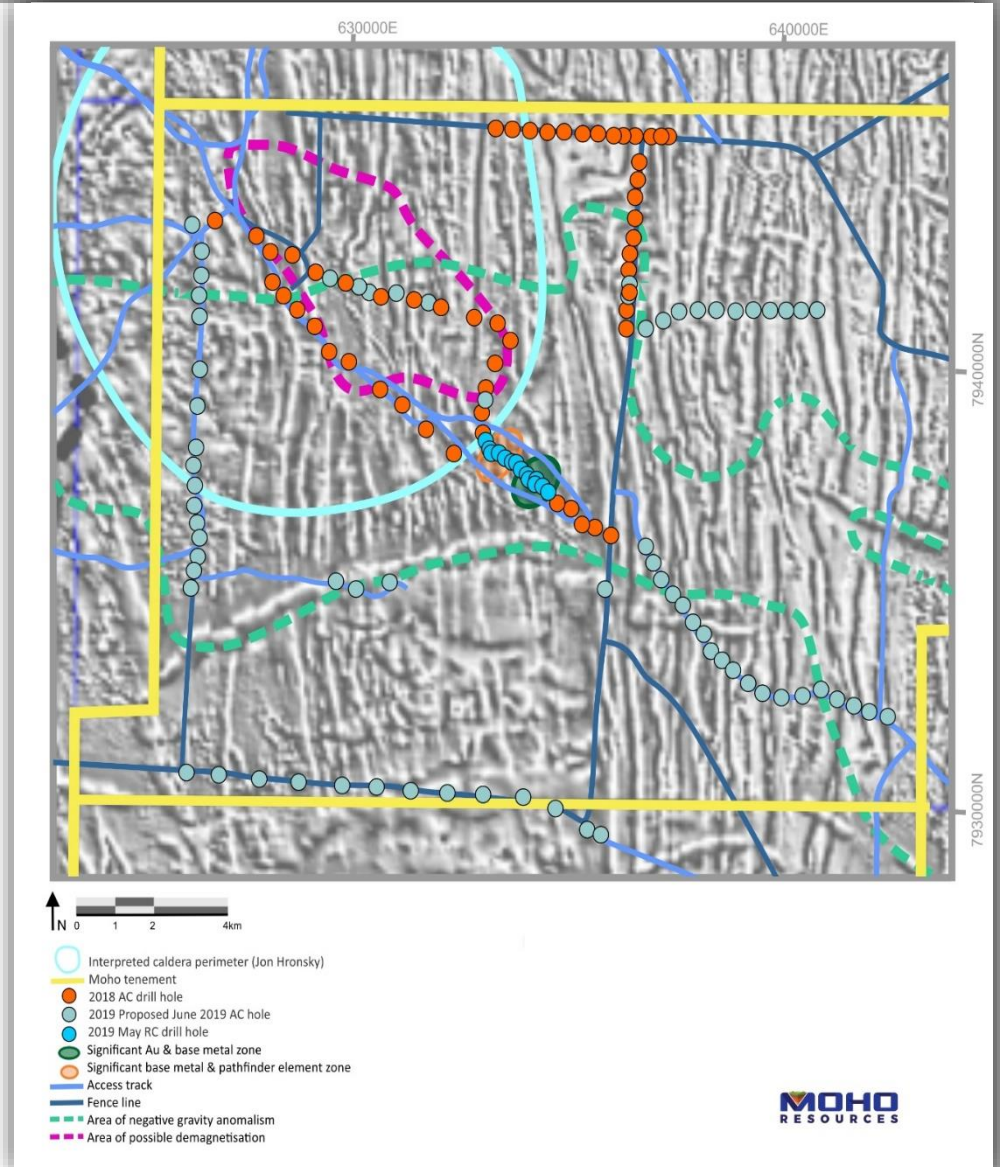 630000E 640000E
7940000N
7930000N
N 0 1 2 4km
Interpreted caldera perimeter (Jon Hronsky)
Moho tenement
2018 AC drill hole
2019 Proposed June 2019 AC hole
2019 May RC drill hole
Significant Au & base metal zone
Significant base metal & pathfinder element zone
Access track
Fence line
Area of negative gravity anomalism
Area of possible demagnetisation
MOHO
RESOURCES